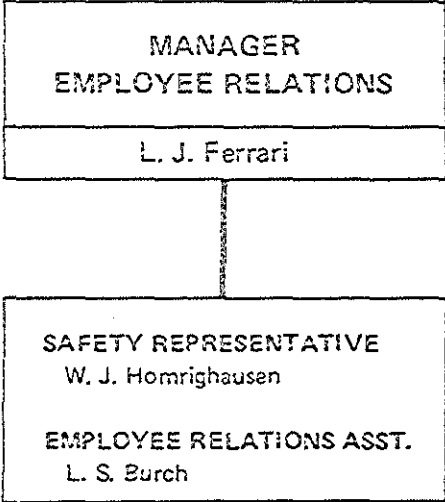 MANAGER
EMPLOYEE RELATIONS
L. J. Ferrari
SAFETY REPRESENTATIVE
W. J. Homrighausen
EMPLOYEE RELATIONS ASST.
L. S. Burch